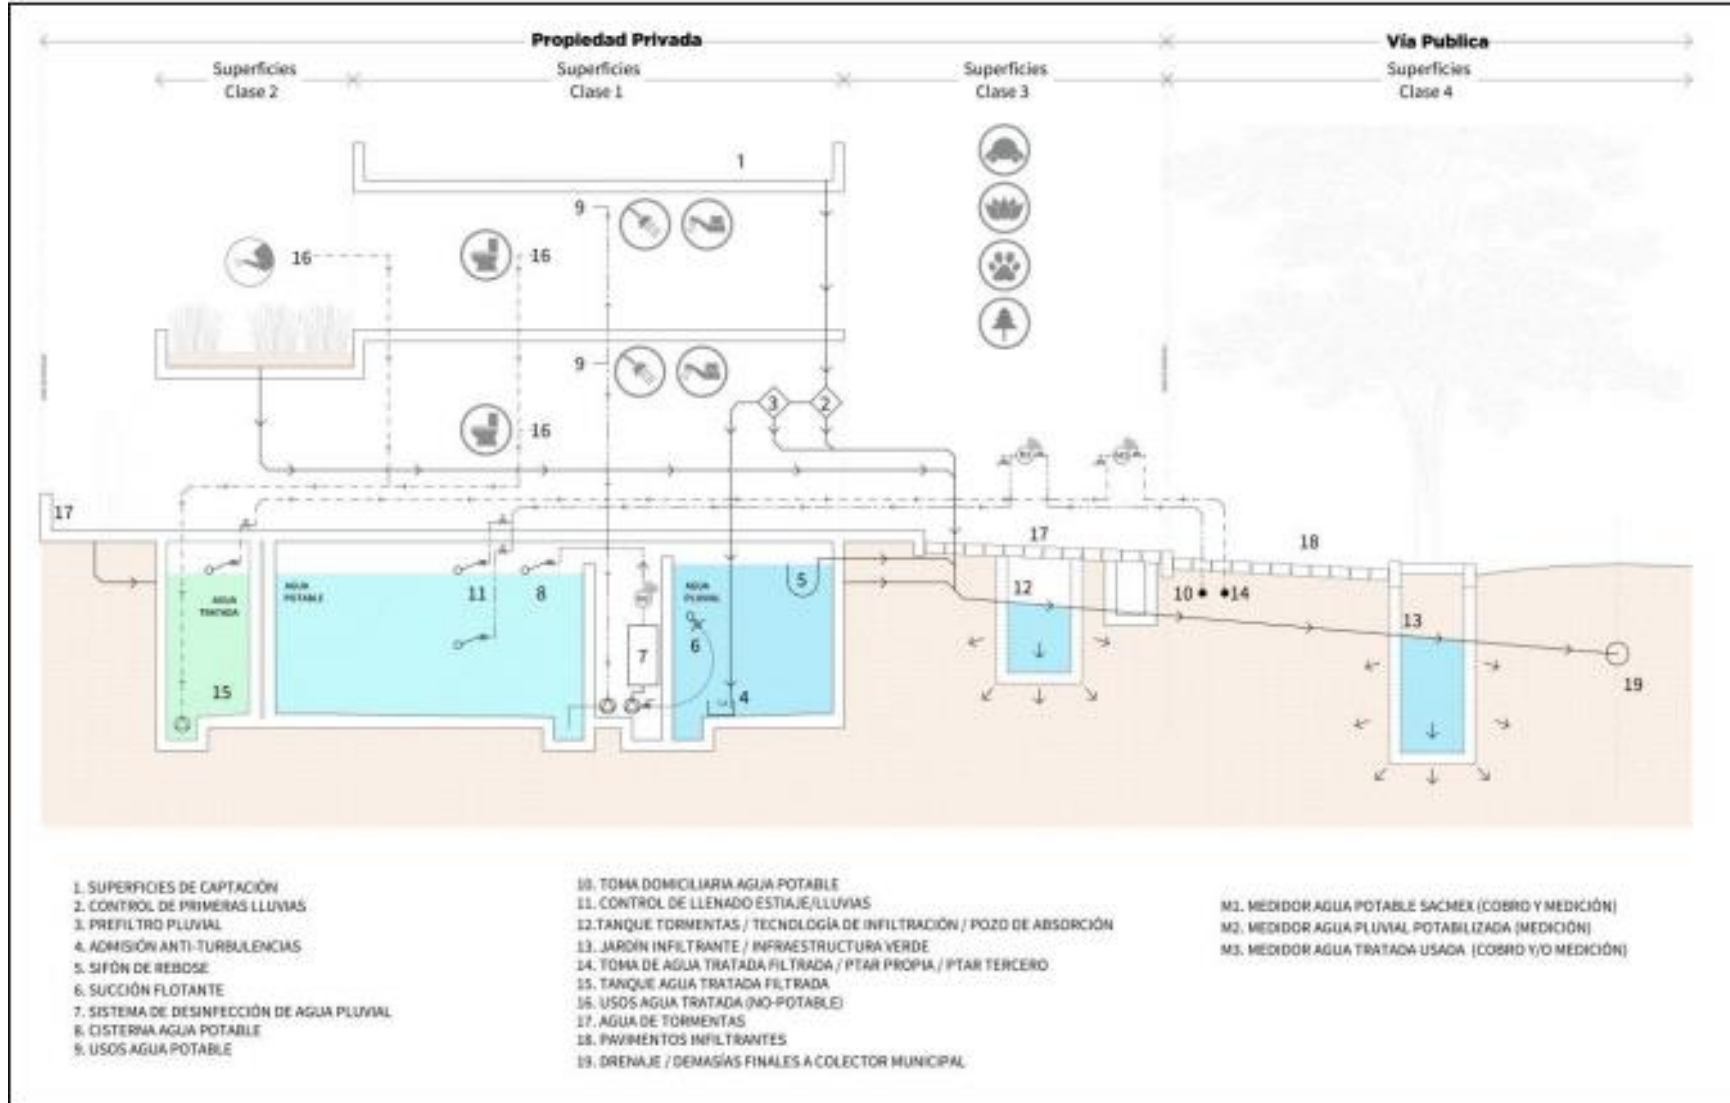 Propiedad Privada
Vía Publica
Superficies
Clase 2
Superficies
Clase 1
Superficies
Clase 3
Superficies
Clase 4
1
9
16
16
9
3
2
16
17
17
18
AGUA
TRATADA
AGUA
POTABLE
AGUA
PLUVIAL
5
11
8
12
10
14
13
6
7
15
4
19
1. SUPERFICIES DE CAPTACIÓN
2. CONTROL DE PRIMERAS LLUVIAS
3. PREFILTRO PLUVIAL
4. ADMISIÓN ANTI-TURBULENCIAS
5. SIFÓN DE REBOSE
6. SUCCIÓN FLOTANTE
7. SISTEMA DE DESINFECCIÓN DE AGUA PLUVIAL
8. CISTERNA AGUA POTABLE
9. USOS AGUA POTABLE
10. TOMA DOMICILIARIA AGUA POTABLE
11. CONTROL DE LLENADO ESTIAJE/LLUVIAS
12.TANQUE TORMENTAS / TECNOLOGÍA DE INFILTRACIÓN / POZO DE ABSORCIÓN
13. JARDÍN INFILTRANTE / INFRAESTRUCTURA VERDE
14. TOMA DE AGUA TRATADA FILTRADA / PTAR PROPIA / PTAR TERCERO
15. TANQUE AGUA TRATADA FILTRADA
16. USOS AGUA TRATADA (NO-POTABLE)
17. AGUA DE TORMENTAS
18. PAVIMENTOS INFILTRANTES
19. DRENAJE / DEMASÍAS FINALES A COLECTOR MUNICIPAL
M1. MEDIDOR AGUA POTABLE SACMEX (COBRO Y MEDICIÓN)
M2. MEDIDOR AGUA PLUVIAL POTABILIZADA (MEDICIÓN)
M3. MEDIDOR AGUA TRATADA USADA (COBRO Y/O MEDICIÓN)